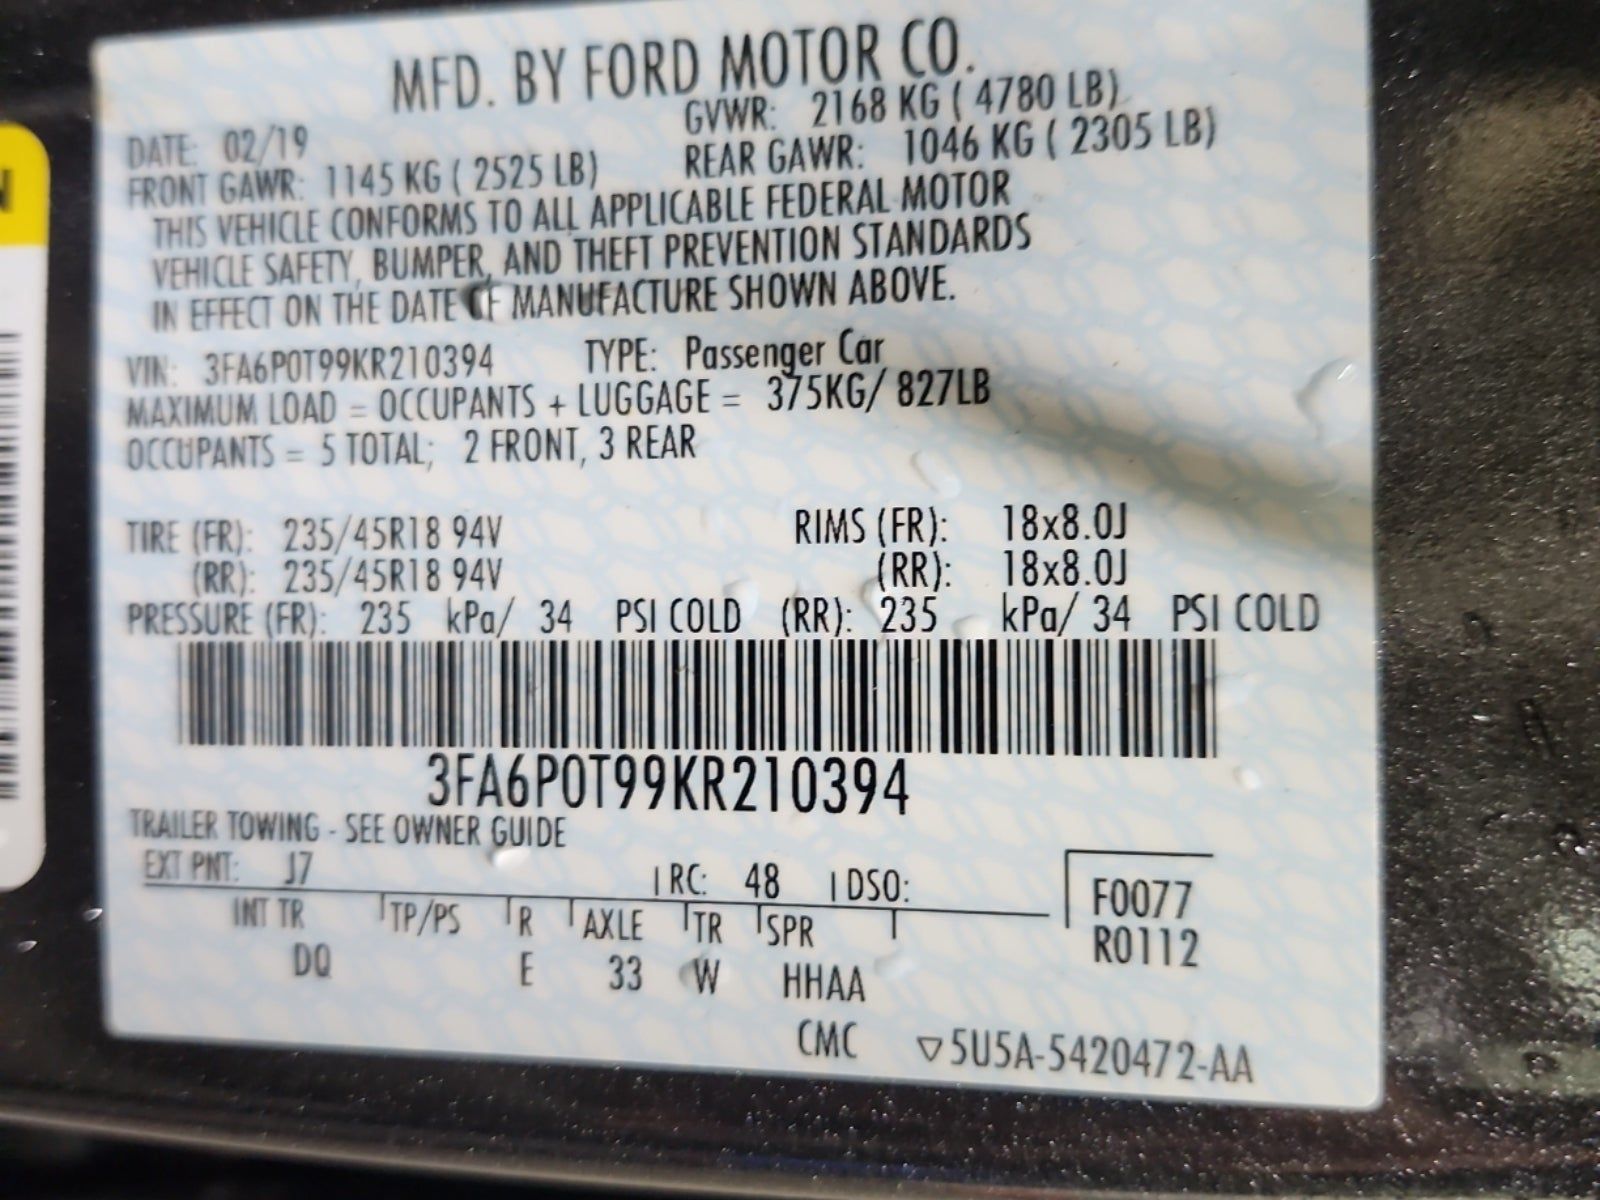 MFD. BY FORD MOTOR CO.
DATE: 02/19 GVWR: 2168 KG ( 4780 LB)
FRONT GAWR: 1145 KG ( 2525 LB) REAR GAWR: 1046 KG ( 2305 LB)
THIS VEHICLE CONFORMS TO ALL APPLICABLE FEDERAL MOTOR
VEHICLE SAFETY, BUMPER, AND THEFT PREVENTION STANDARDS
IN EFFECT ON THE DATE OF MANUFACTURE SHOWN ABOVE.
VIN: 3FA6P0T99KR210394 TYPE: Passenger Car
MAXIMUM LOAD = OCCUPANTS + LUGGAGE = 375KG/ 827LB
OCCUPANTS = 5 TOTAL; 2 FRONT, 3 REAR
TIRE (FR): 235/45R18 94V RIMS (FR): 18x8.0J
(RR): 235/45R18 94V (RR): 18x8.0J
PRESSURE (FR): 235 kPa/ 34 PSI COLD (RR): 235 kPa/ 34 PSI COLD
3FA6P0T99KR210394
TRAILER TOWING - SEE OWNER GUIDE
EXT PNT: J7 RC: 48 DSO:
F0077
INT TR TP/PS R AXLE TR SPR
R0112
DQ E 33 W HHAA
CMC ▽5U5A-5420472-AA
N